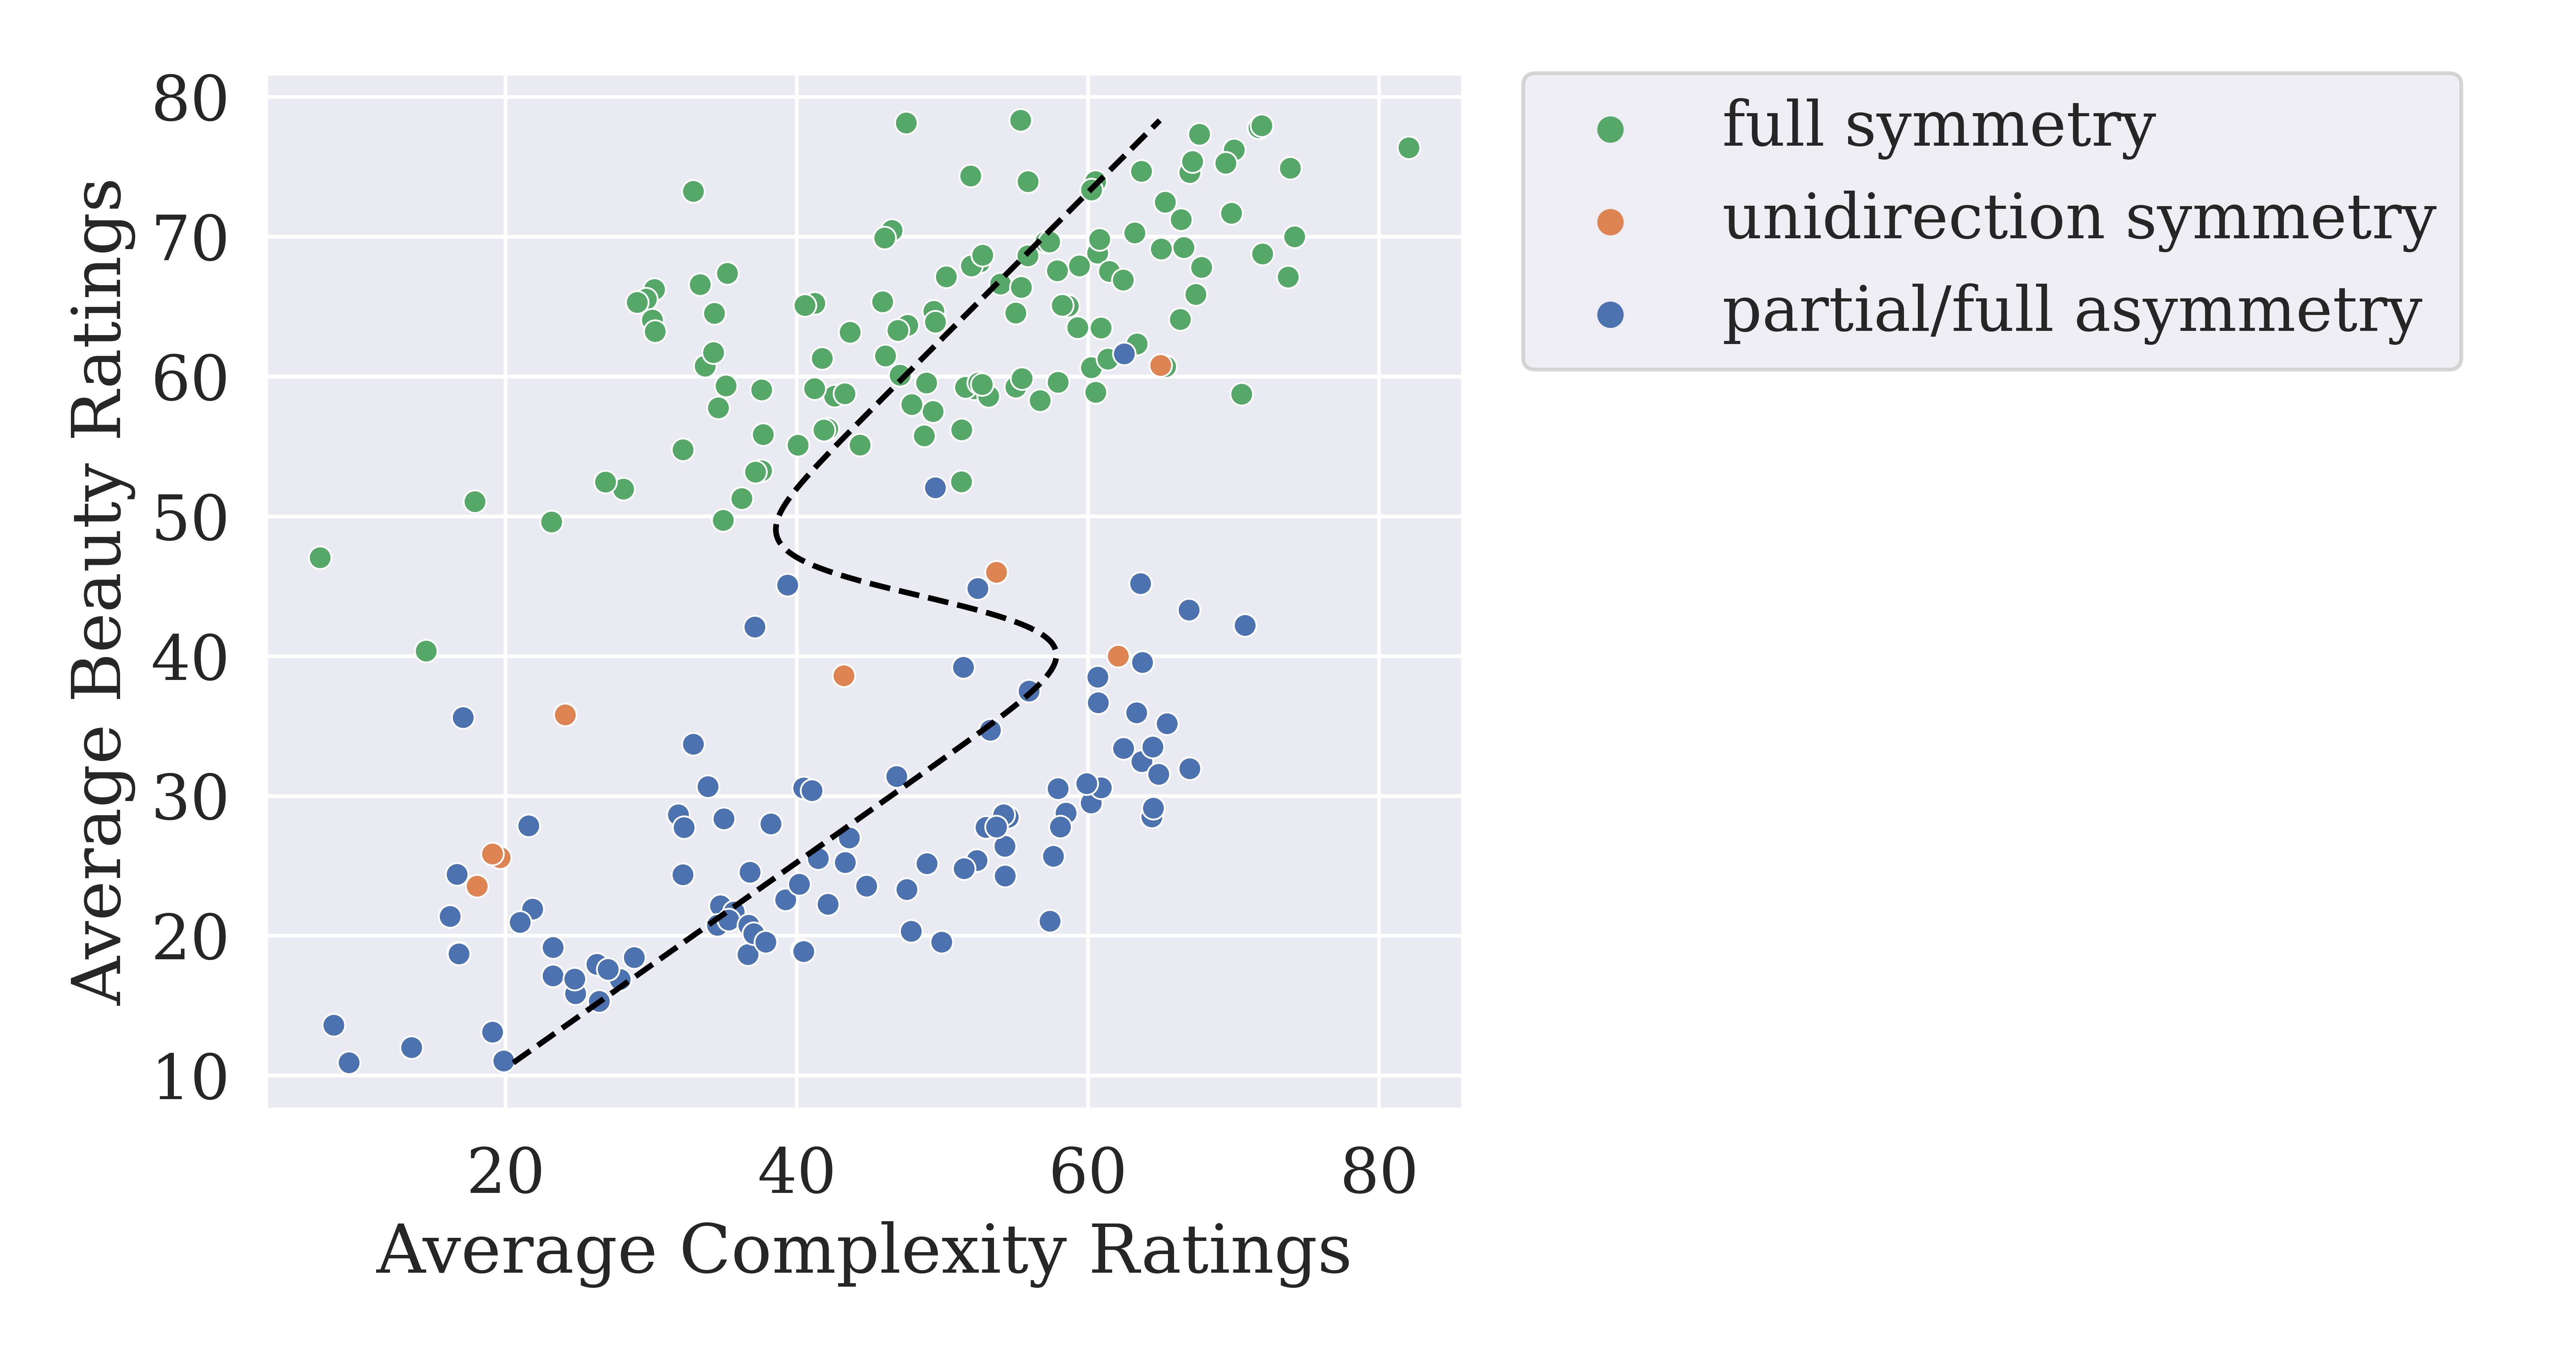 80
70
60
50
40
30
20
10
Average Beauty Ratings
20 40 60 80
Average Complexity Ratings
full symmetry
unidirection symmetry
partial/full asymmetry